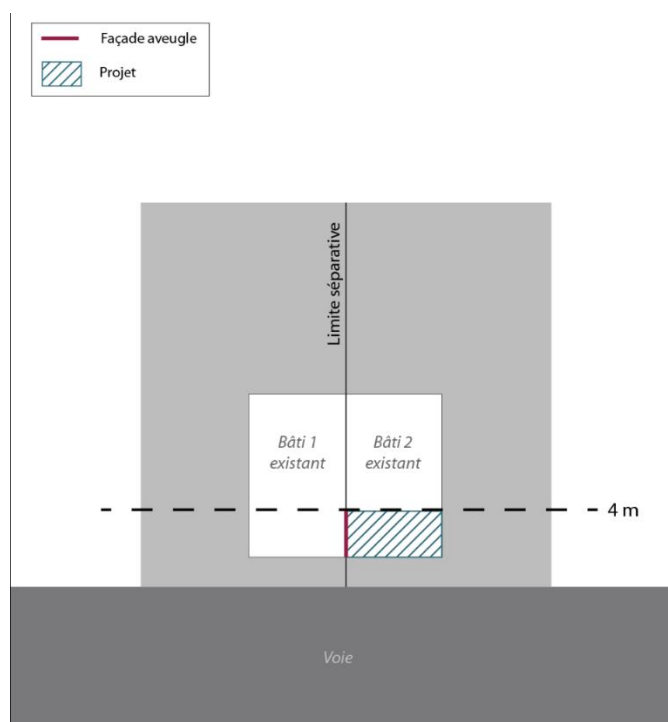 Façade aveugle
Projet
Limite séparative
Bâti 1
existant
Bâti 2
existant
4 m
Voie